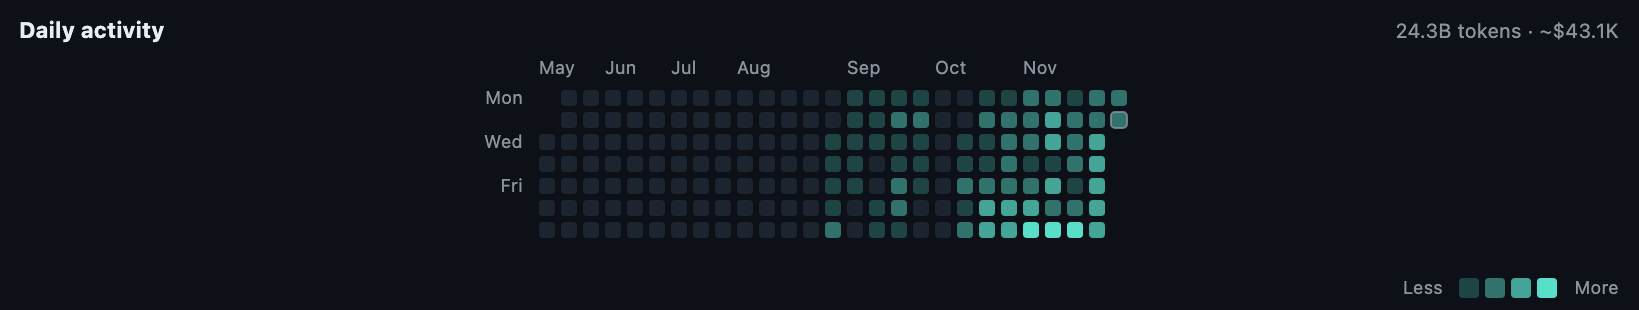 Daily activity
24.3B tokens · ~$43.1K
May Jun Jul Aug Sep Oct Nov
Mon
Wed
Fri
Less More